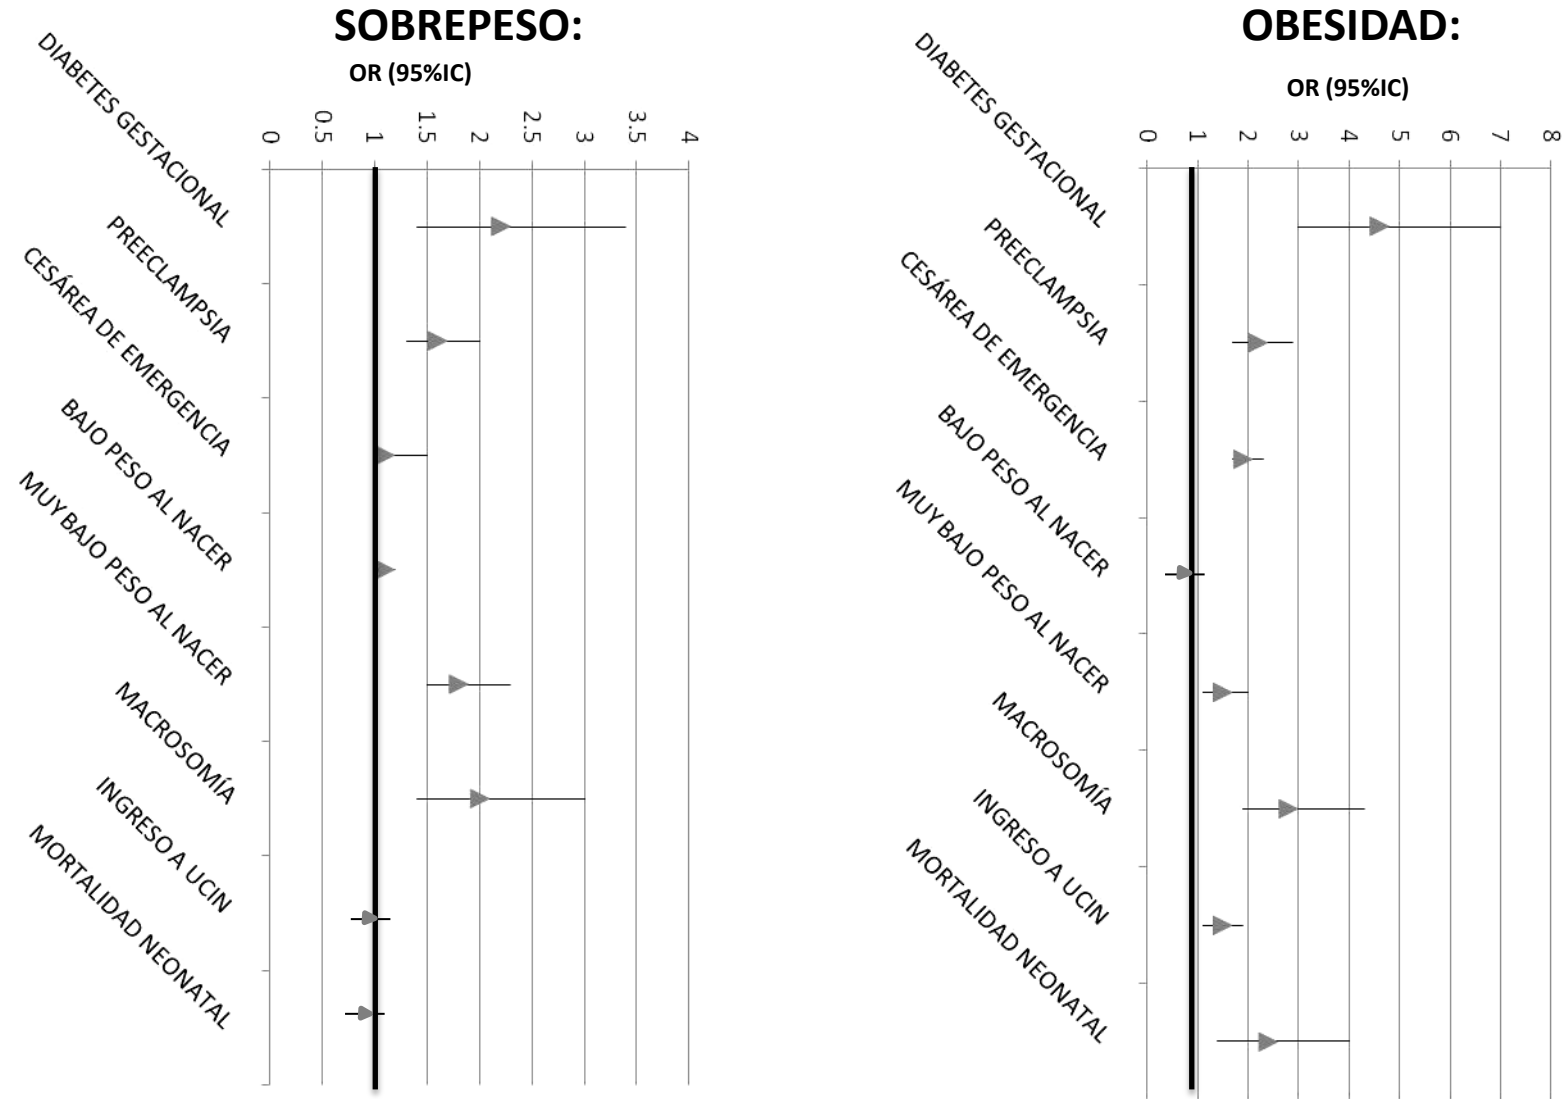 SOBREPESO:
OR (95%IC)
0
0.5
1
1.5
2
2.5
3
3.5
4
DIABETES GESTACIONAL
PREECLAMPSIA
CESÁREA DE EMERGENCIA
BAJO PESO AL NACER
MUY BAJO PESO AL NACER
MACROSOMÍA
INGRESO A UCIN
MORTALIDAD NEONATAL
OBESIDAD:
OR (95%IC)
0
1
2
3
4
5
6
7
8
DIABETES GESTACIONAL
PREECLAMPSIA
CESÁREA DE EMERGENCIA
BAJO PESO AL NACER
MUY BAJO PESO AL NACER
MACROSOMÍA
INGRESO A UCIN
MORTALIDAD NEONATAL